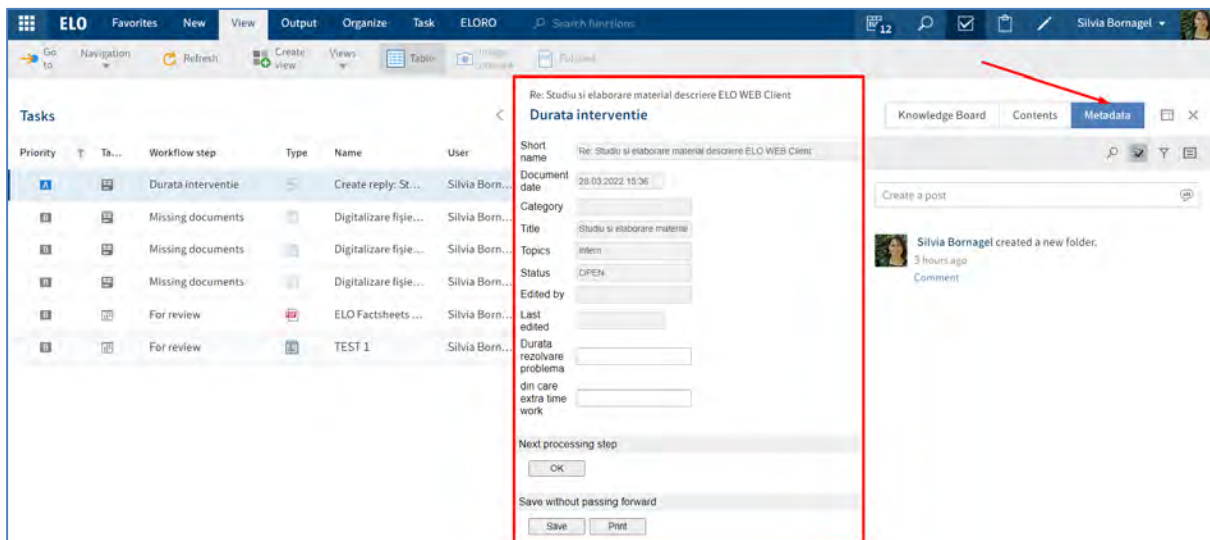 ELO Favorites New View Output Organize Task ELORO Search functions 12 Silvia Bornagel
Go to Navigation Refresh Create view Views Table
Tasks
Priority Ta... Workflow step Type Name User
A Durata interventie Create reply: St... Silvia Born...
B Missing documents Digitalizare fişie... Silvia Born...
B Missing documents Digitalizare fişie... Silvia Born...
B Missing documents Digitalizare fişie... Silvia Born...
B For review ELO Factsheets ... Silvia Born...
B For review TEST 1 Silvia Born...
Re: Studiu si elaborare material descriere ELO WEB Client
Durata interventie
Short name Re: Studiu si elaborare material descriere ELO WEB Client
Document date 28.03.2022 15:36
Category
Title Studiu si elaborare material
Topics Intern
Status OPEN
Edited by
Last edited
Durata rezolvare problema
din care extra time work
Next processing step
OK
Save without passing forward
Save Print
Knowledge Board Contents Metadata
Create a post
Silvia Bornagel created a new folder.
3 hours ago
Comment